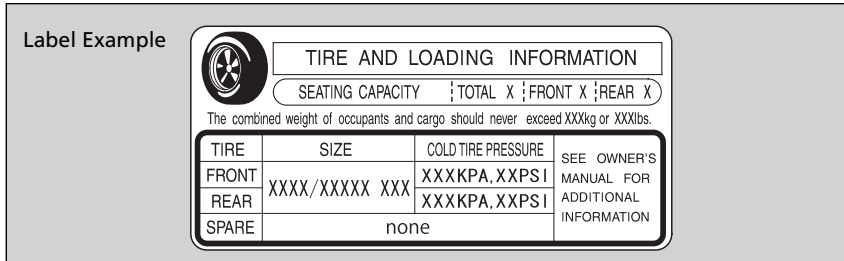 Label Example
TIRE AND LOADING INFORMATION
SEATING CAPACITY TOTAL X FRONT X REAR X
The combined weight of occupants and cargo should never exceed XXXkg or XXXlbs.
TIRE SIZE COLD TIRE PRESSURE
FRONT XXXX/XXXXX XXX XXXKPA,XXPSI
REAR XXXKPA,XXPSI
SPARE none
SEE OWNER'S
MANUAL FOR
ADDITIONAL
INFORMATION